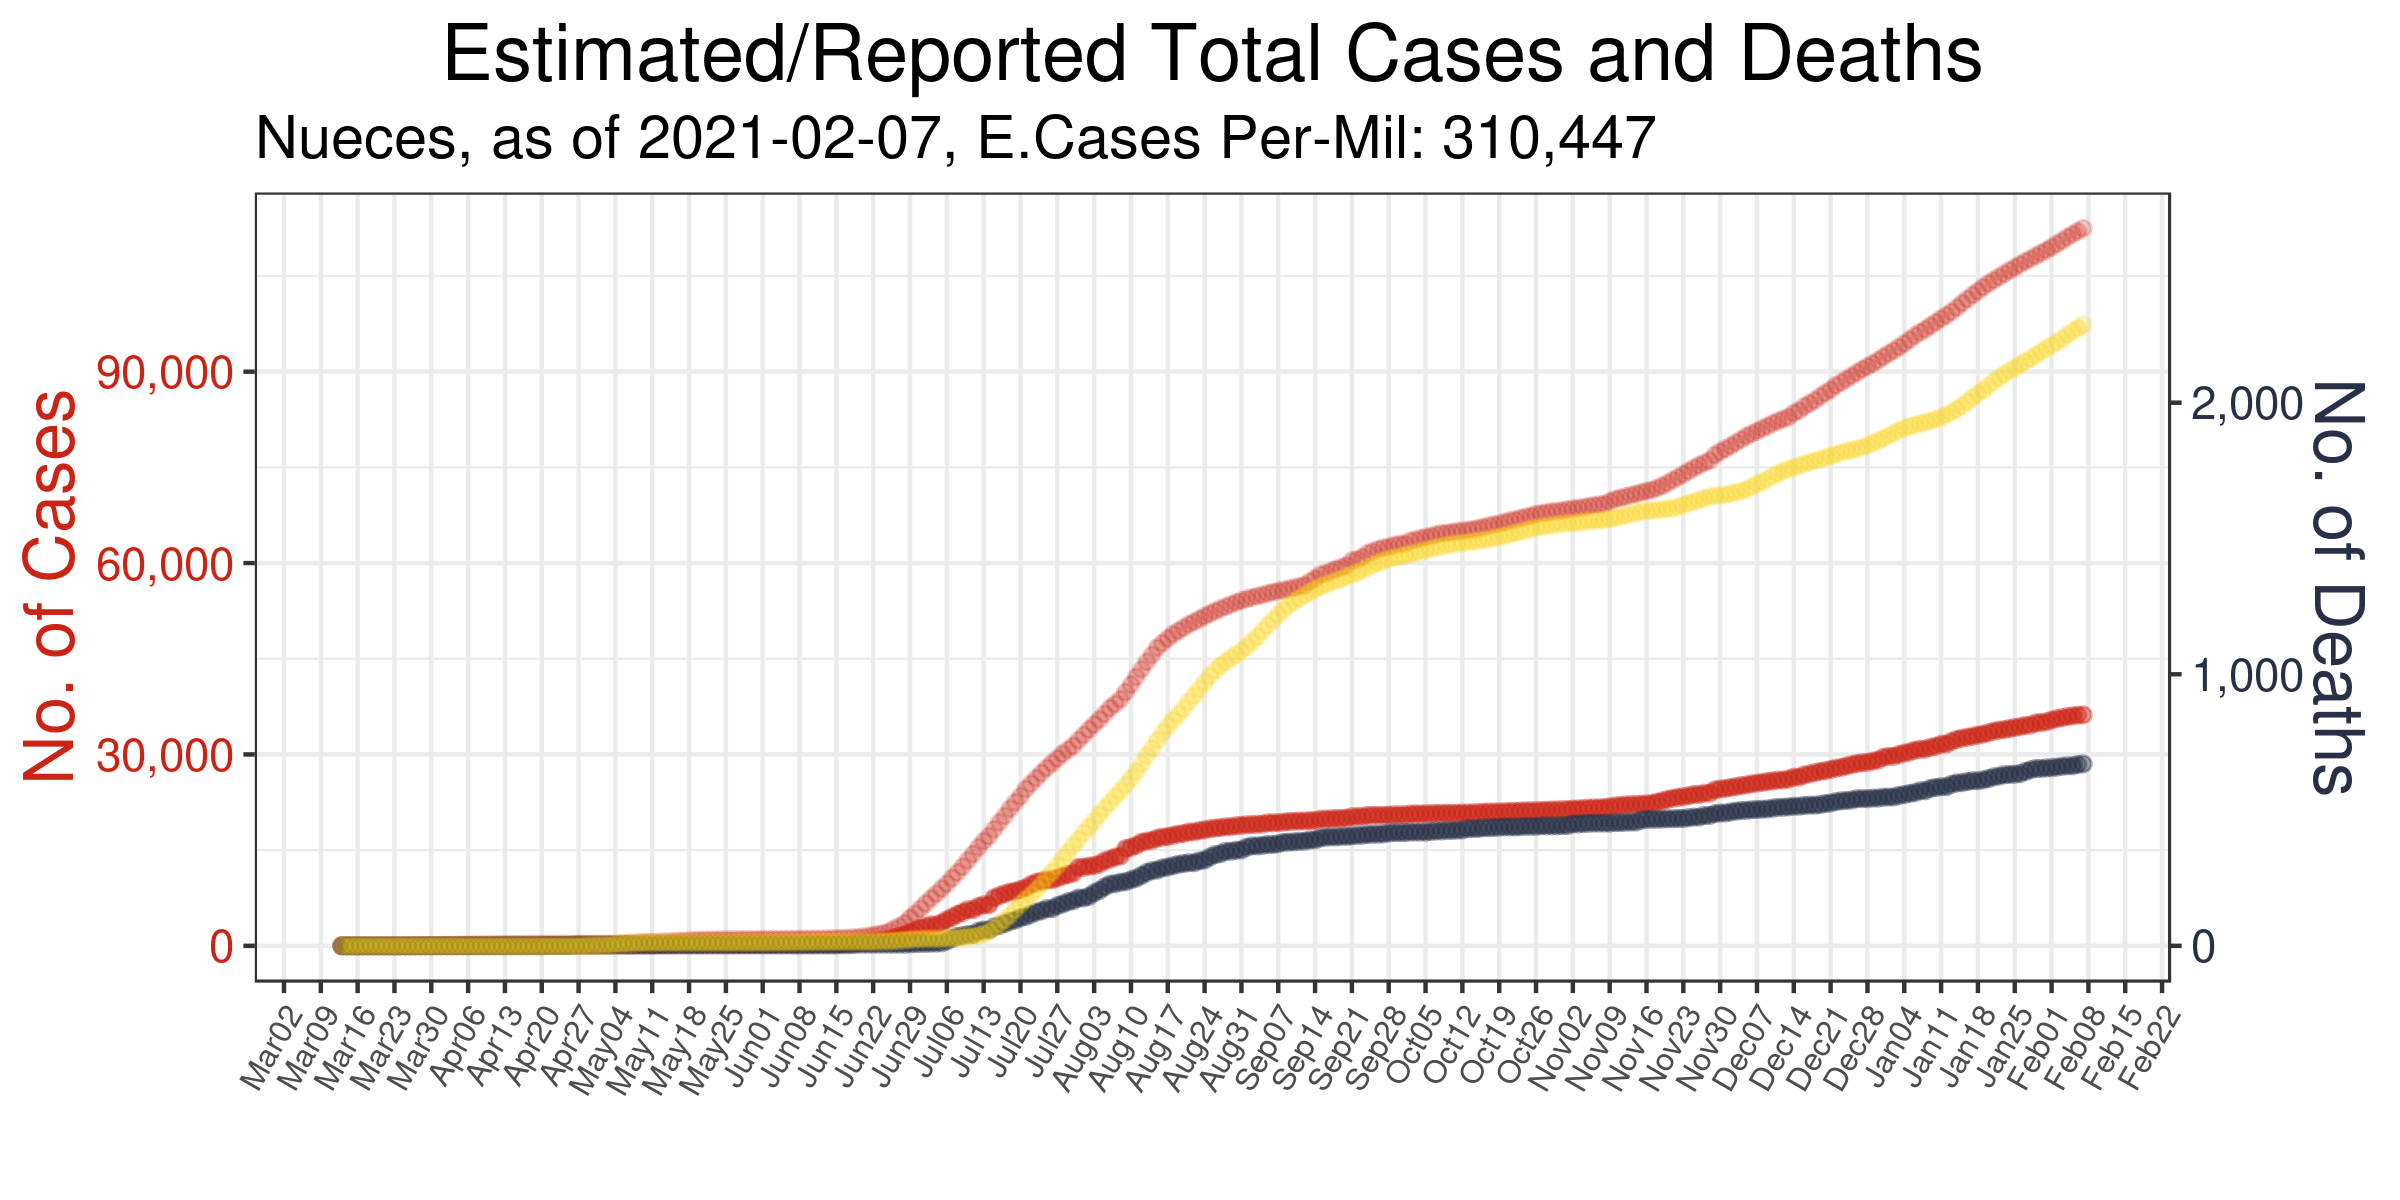 Estimated/Reported Total Cases and Deaths
Nueces, as of 2021-02-07, E.Cases Per-Mil: 310,447
No. of Cases
90,000
60,000
30,000
0
2,000
1,000
0
No. of Deaths
Mar02 Mar09 Mar16 Mar23 Mar30 Apr06 Apr13 Apr20 Apr27 May04 May11 May18 May25 Jun01 Jun08 Jun15 Jun22 Jun29 Jul06 Jul13 Jul20 Jul27 Aug03 Aug10 Aug17 Aug24 Aug31 Sep07 Sep14 Sep21 Sep28 Oct05 Oct12 Oct19 Oct26 Nov02 Nov09 Nov16 Nov23 Nov30 Dec07 Dec14 Dec21 Dec28 Jan04 Jan11 Jan18 Jan25 Feb01 Feb08 Feb15 Feb22